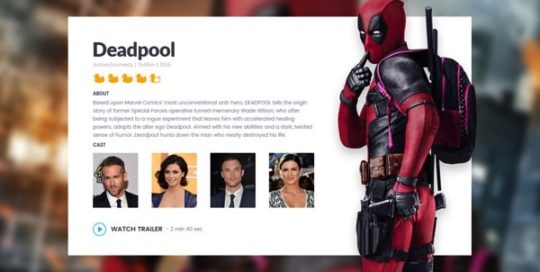 Deadpool
Action/comedy | 1h48m | 2016
ABOUT
Based upon Marvel Comics' most unconventional anti-hero, DEADPOOL tells the origin
story of former Special Forces operative turned mercenary Wade Wilson, who after
being subjected to a rogue experiment that leaves him with accelerated healing
powers, adopts the alter ego Deadpool. Armed with his new abilities and a dark, twisted
sense of humor, Deadpool hunts down the man who nearly destroyed his life.
CAST
WATCH TRAILER - 2 min 40 sec